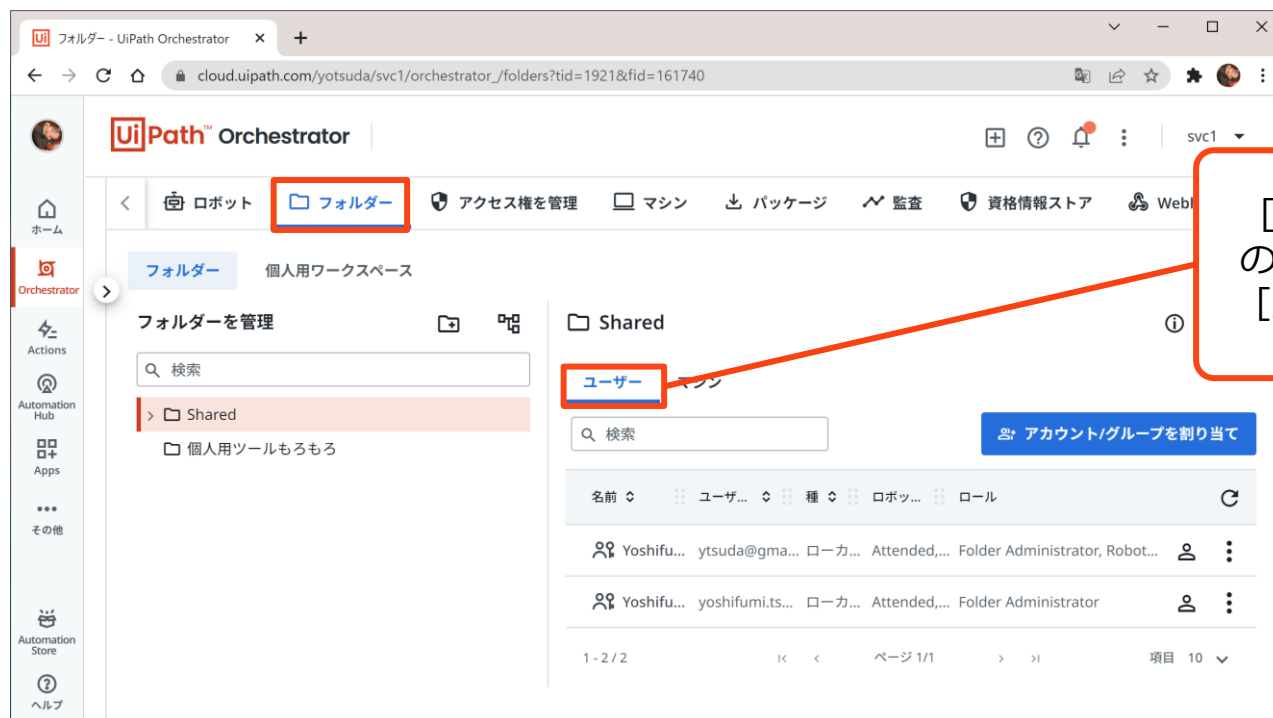 フォルダー - UiPath Orchestrator
cloud.uipath.com/yotsuda/svc1/orchestrator_/folders?tid=1921&fid=161740
UiPath™ Orchestrator
svc1
ロボット フォルダー アクセス権を管理 マシン パッケージ 監査 資格情報ストア
[
の
[
ホーム
Orchestrator
Actions
Automation
Hub
Apps
その他
Automation
Store
ヘルプ
フォルダー 個人用ワークスペース
フォルダーを管理
検索
Shared
個人用ツールもろもろ
Shared
ユーザー マシン
検索
アカウント/グループを割り当て
名前 ユーザ... 種 ロボッ... ロール
Yoshifu... ytsuda@gma... ローカ... Attended,... Folder Administrator, Robot...
Yoshifu... yoshifumi.ts... ローカ... Attended,... Folder Administrator
1 - 2 / 2 ページ 1/1 項目 10